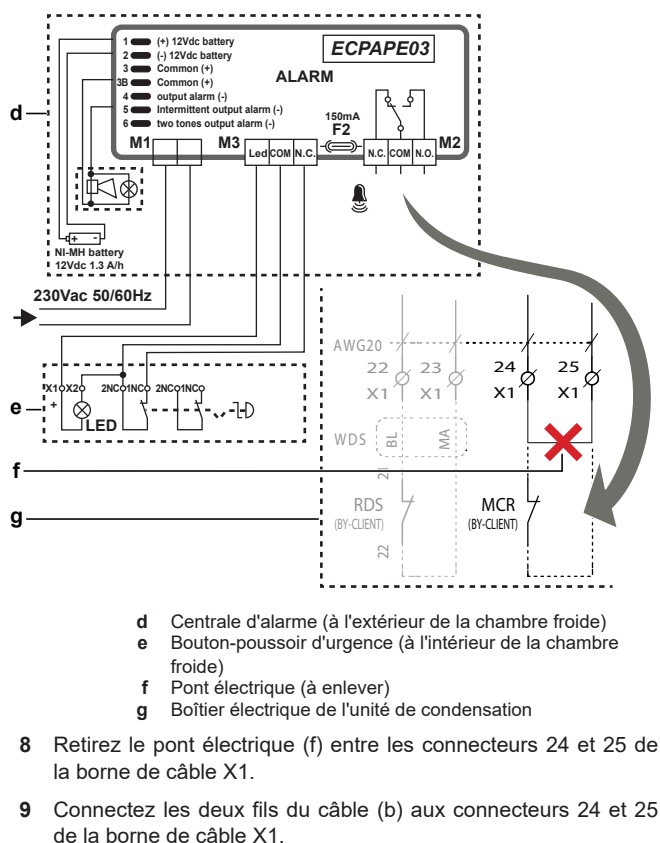 1 (+) 12Vdc battery
2 (-) 12Vdc battery
3 Common (+)
3B Common (+)
4 output alarm (-)
5 Intermittent output alarm (-)
6 two tones output alarm (-)
ECPAPE03
ALARM
150mA
F2
M1
M3
M2
Led COM N.C.
N.C. COM N.O.
d
+ -
NI-MH battery
12Vdc 1.3 A/h
230Vac 50/60Hz
X1 X2 2NC 1NC 2NC 1NC
+
LED
e
f
g
AWG20
22 23 24 25
X1 X1 X1 X1
WDS BL MA
21
RDS
(BY-CLIENT)
22
MCR
(BY-CLIENT)
d Centrale d'alarme (à l'extérieur de la chambre froide)
e Bouton-poussoir d'urgence (à l'intérieur de la chambre
froide)
f Pont électrique (à enlever)
g Boîtier électrique de l'unité de condensation
8 Retirez le pont électrique (f) entre les connecteurs 24 et 25 de
la borne de câble X1.
9 Connectez les deux fils du câble (b) aux connecteurs 24 et 25
de la borne de câble X1.